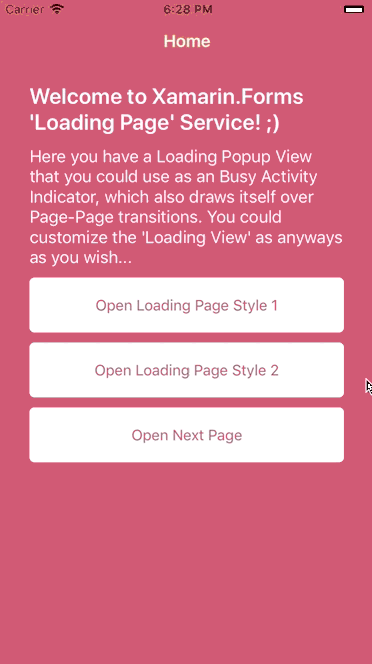 Carrier 6:28 PM
Home
Welcome to Xamarin.Forms
'Loading Page' Service! ;)
Here you have a Loading Popup View
that you could use as an Busy Activity
Indicator, which also draws itself over
Page-Page transitions. You could
customize the 'Loading View' as anyways
as you wish...
Open Loading Page Style 1
Open Loading Page Style 2
Open Next Page